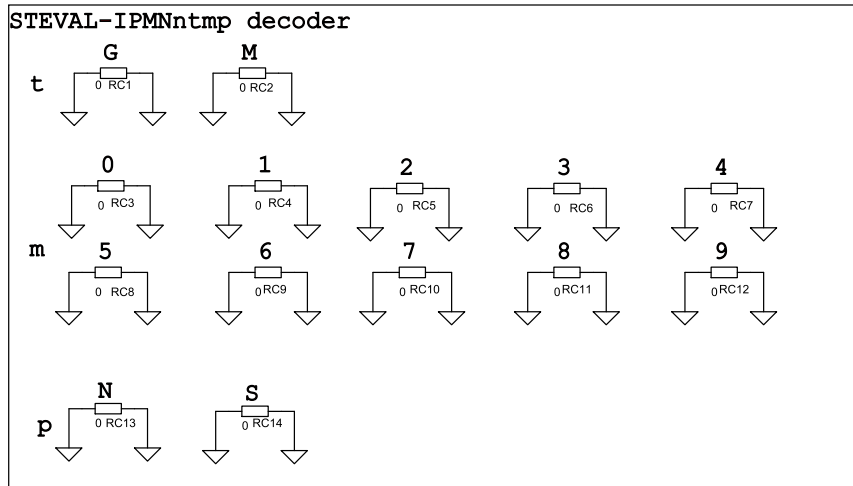 STEVAL-IPMNntmp decoder
G M
t 0 RC1 0 RC2
0 1 2 3 4
0 RC3 0 RC4 0 RC5 0 RC6 0 RC7
m 5 6 7 8 9
0 RC8 0 RC9 0 RC10 0 RC11 0 RC12
N S
p 0 RC13 0 RC14